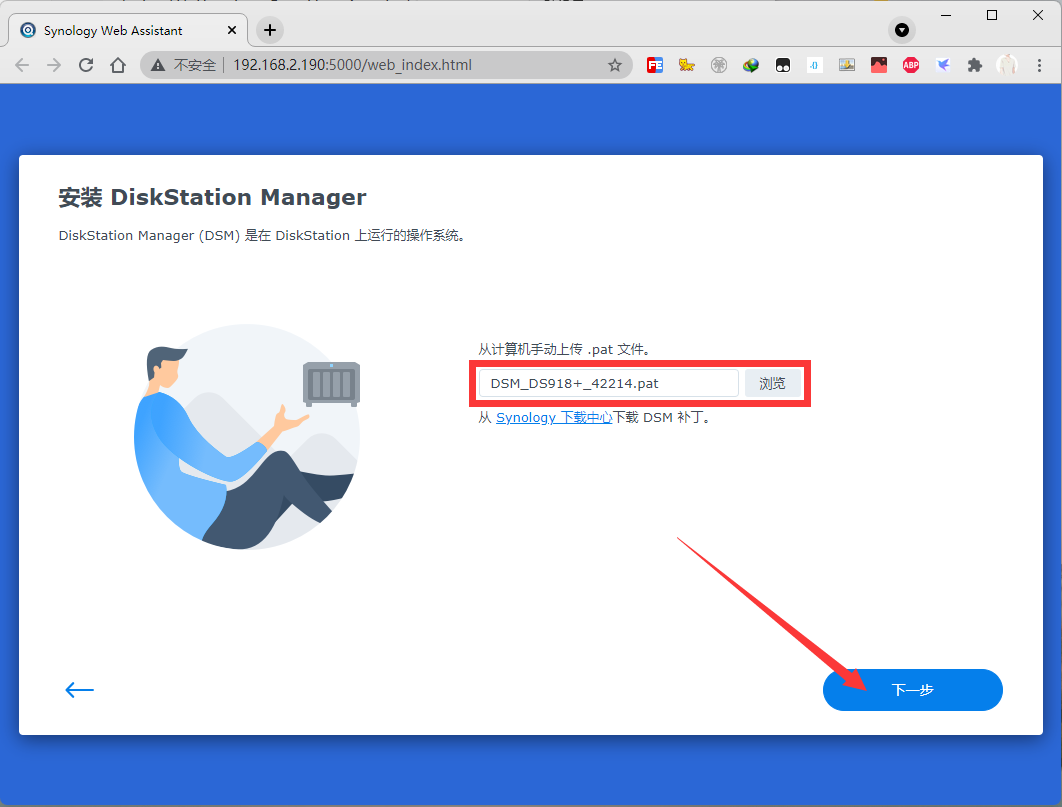 Synology Web Assistant
不安全 192.168.2.190:5000/web_index.html
FE
ABP
安装 DiskStation Manager
DiskStation Manager (DSM) 是在 DiskStation 上运行的操作系统。
从计算机手动上传 .pat 文件。
DSM_DS918+_42214.pat 浏览
从 Synology 下载中心下载 DSM 补丁。
下一步